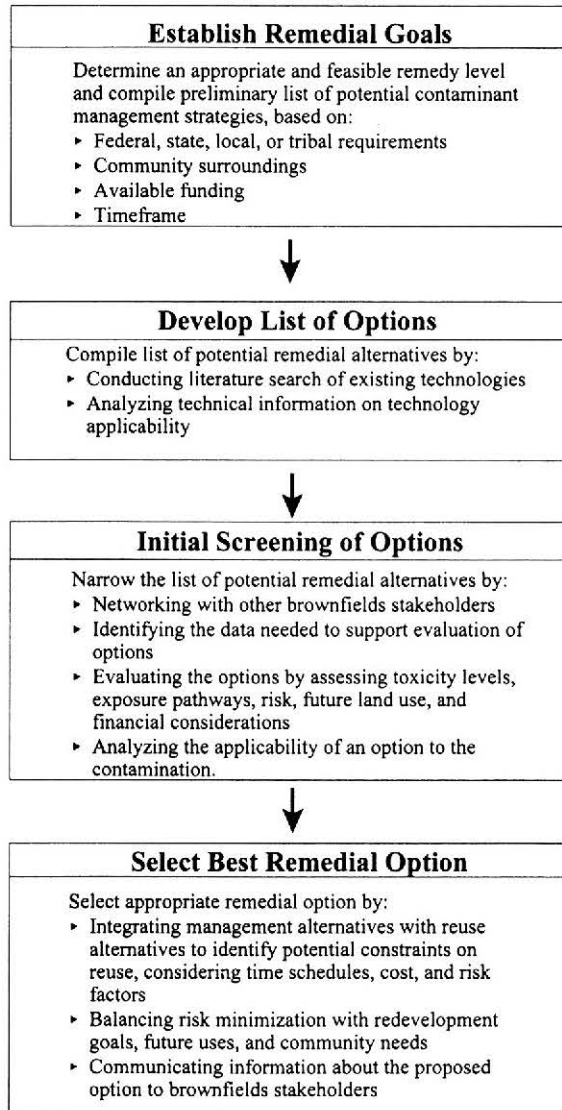 Establish Remedial Goals
Determine an appropriate and feasible remedy level
and compile preliminary list of potential contaminant
management strategies, based on:
‣ Federal, state, local, or tribal requirements
‣ Community surroundings
‣ Available funding
‣ Timeframe
Develop List of Options
Compile list of potential remedial alternatives by:
‣ Conducting literature search of existing technologies
‣ Analyzing technical information on technology
applicability
Initial Screening of Options
Narrow the list of potential remedial alternatives by:
‣ Networking with other brownfields stakeholders
‣ Identifying the data needed to support evaluation of
options
‣ Evaluating the options by assessing toxicity levels,
exposure pathways, risk, future land use, and
financial considerations
‣ Analyzing the applicability of an option to the
contamination.
Select Best Remedial Option
Select appropriate remedial option by:
‣ Integrating management alternatives with reuse
alternatives to identify potential constraints on
reuse, considering time schedules, cost, and risk
factors
‣ Balancing risk minimization with redevelopment
goals, future uses, and community needs
‣ Communicating information about the proposed
option to brownfields stakeholders